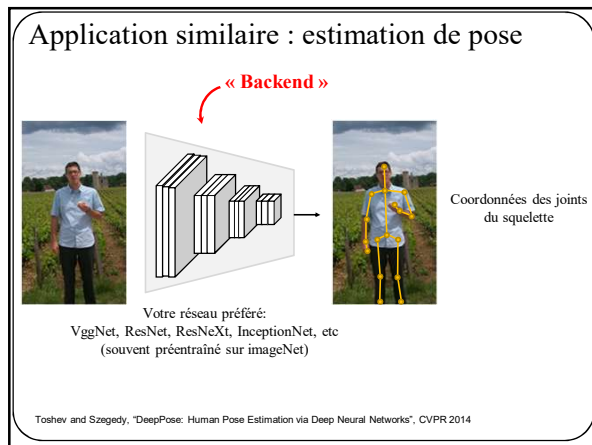 Application similaire : estimation de pose
« Backend »
Coordonnées des joints
du squelette
Votre réseau préféré:
VggNet, ResNet, ResNeXt, InceptionNet, etc
(souvent préentraîné sur imageNet)
Toshev and Szegedy, "DeepPose: Human Pose Estimation via Deep Neural Networks", CVPR 2014